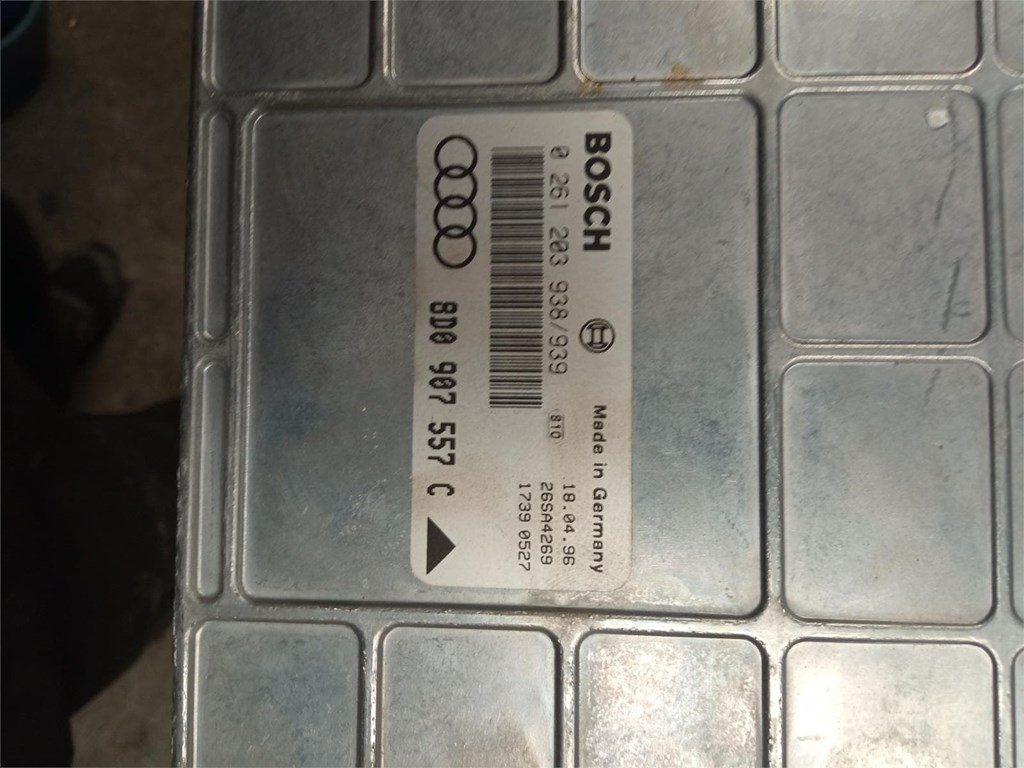 BOSCH
Made in Germany
0 261 203 938/939
810
18.04.96
26SA4269
1739 0527
8D0 907 557 C